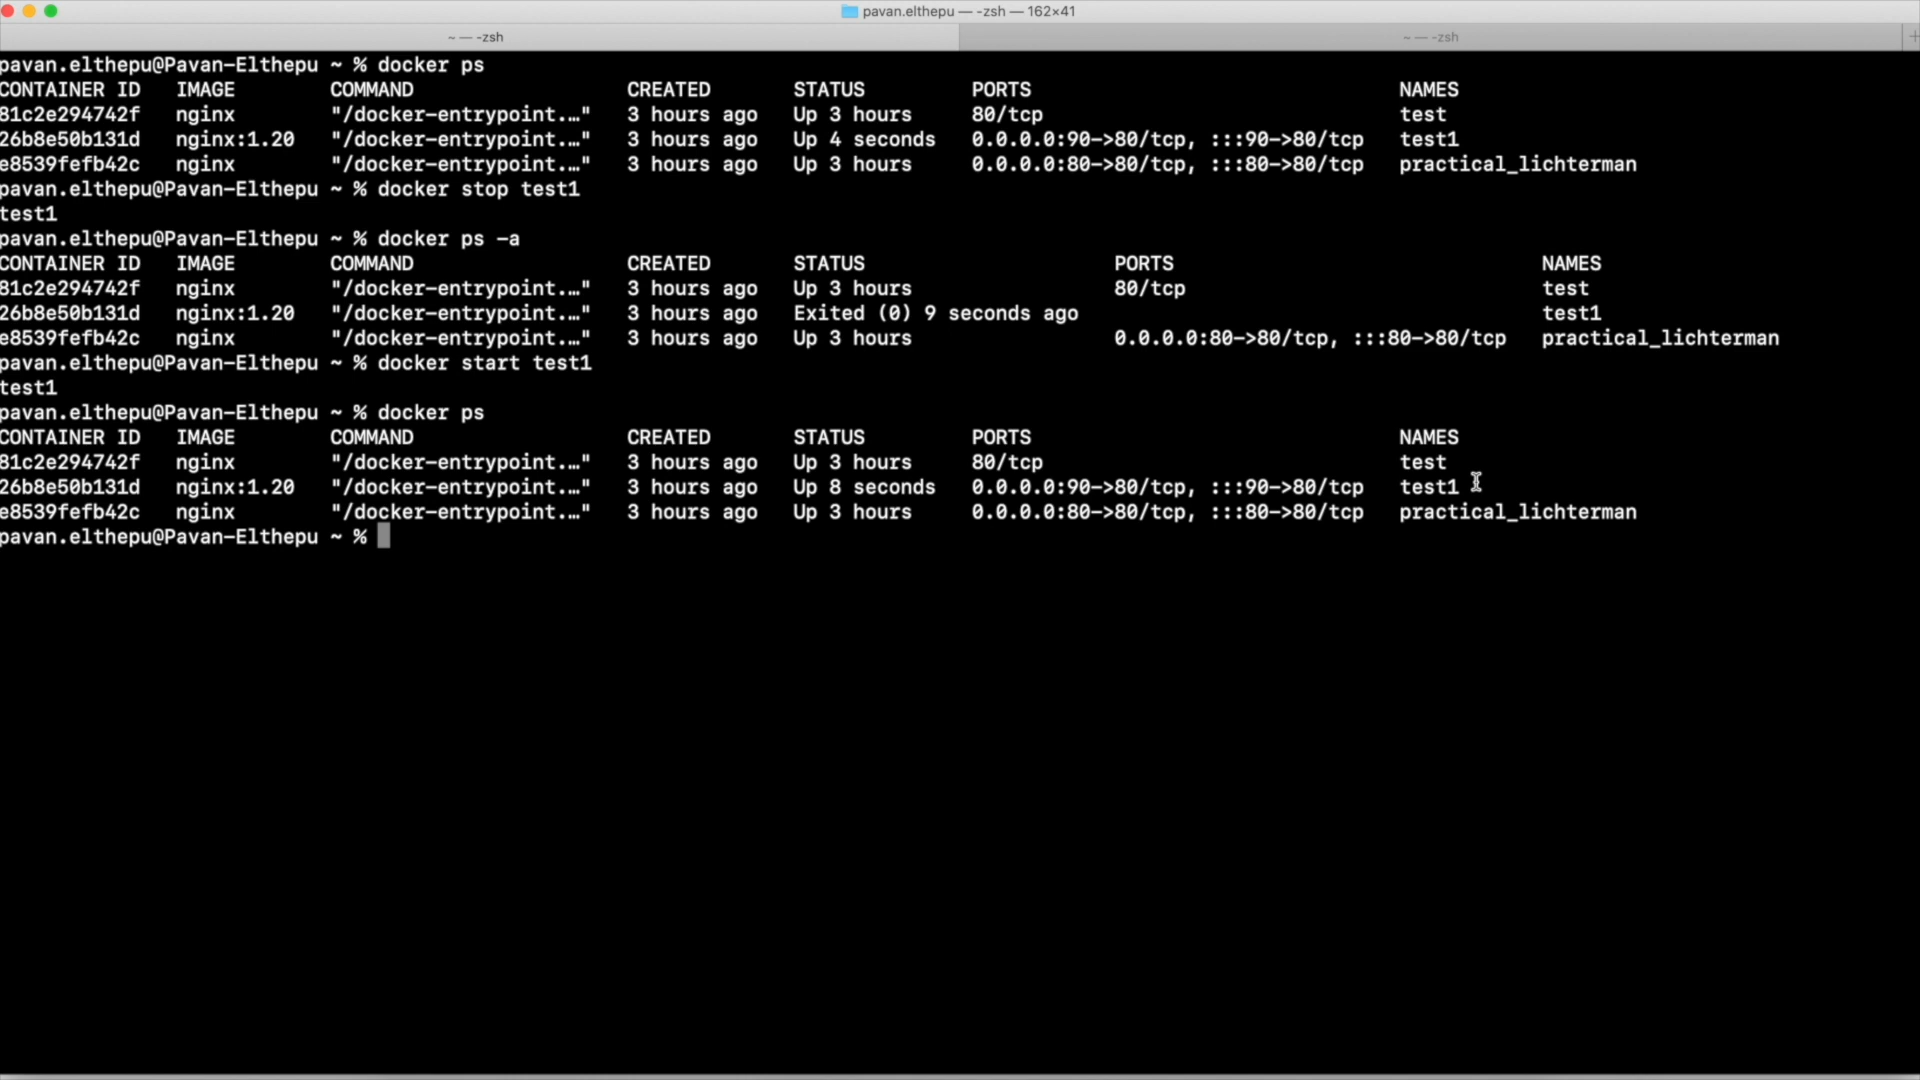 pavan.elthepu — -zsh — 162×41
~ — -zsh ~ — -zsh +
pavan.elthepu@Pavan-Elthepu ~ % docker ps
CONTAINER ID IMAGE COMMAND CREATED STATUS PORTS NAMES
81c2e294742f nginx "/docker-entrypoint.…" 3 hours ago Up 3 hours 80/tcp test
26b8e50b131d nginx:1.20 "/docker-entrypoint.…" 3 hours ago Up 4 seconds 0.0.0.0:90->80/tcp, :::90->80/tcp test1
e8539fefb42c nginx "/docker-entrypoint.…" 3 hours ago Up 3 hours 0.0.0.0:80->80/tcp, :::80->80/tcp practical_lichterman
pavan.elthepu@Pavan-Elthepu ~ % docker stop test1
test1
pavan.elthepu@Pavan-Elthepu ~ % docker ps -a
CONTAINER ID IMAGE COMMAND CREATED STATUS PORTS NAMES
81c2e294742f nginx "/docker-entrypoint.…" 3 hours ago Up 3 hours 80/tcp test
26b8e50b131d nginx:1.20 "/docker-entrypoint.…" 3 hours ago Exited (0) 9 seconds ago test1
e8539fefb42c nginx "/docker-entrypoint.…" 3 hours ago Up 3 hours 0.0.0.0:80->80/tcp, :::80->80/tcp practical_lichterman
pavan.elthepu@Pavan-Elthepu ~ % docker start test1
test1
pavan.elthepu@Pavan-Elthepu ~ % docker ps
CONTAINER ID IMAGE COMMAND CREATED STATUS PORTS NAMES
81c2e294742f nginx "/docker-entrypoint.…" 3 hours ago Up 3 hours 80/tcp test
26b8e50b131d nginx:1.20 "/docker-entrypoint.…" 3 hours ago Up 8 seconds 0.0.0.0:90->80/tcp, :::90->80/tcp test1
e8539fefb42c nginx "/docker-entrypoint.…" 3 hours ago Up 3 hours 0.0.0.0:80->80/tcp, :::80->80/tcp practical_lichterman
pavan.elthepu@Pavan-Elthepu ~ %